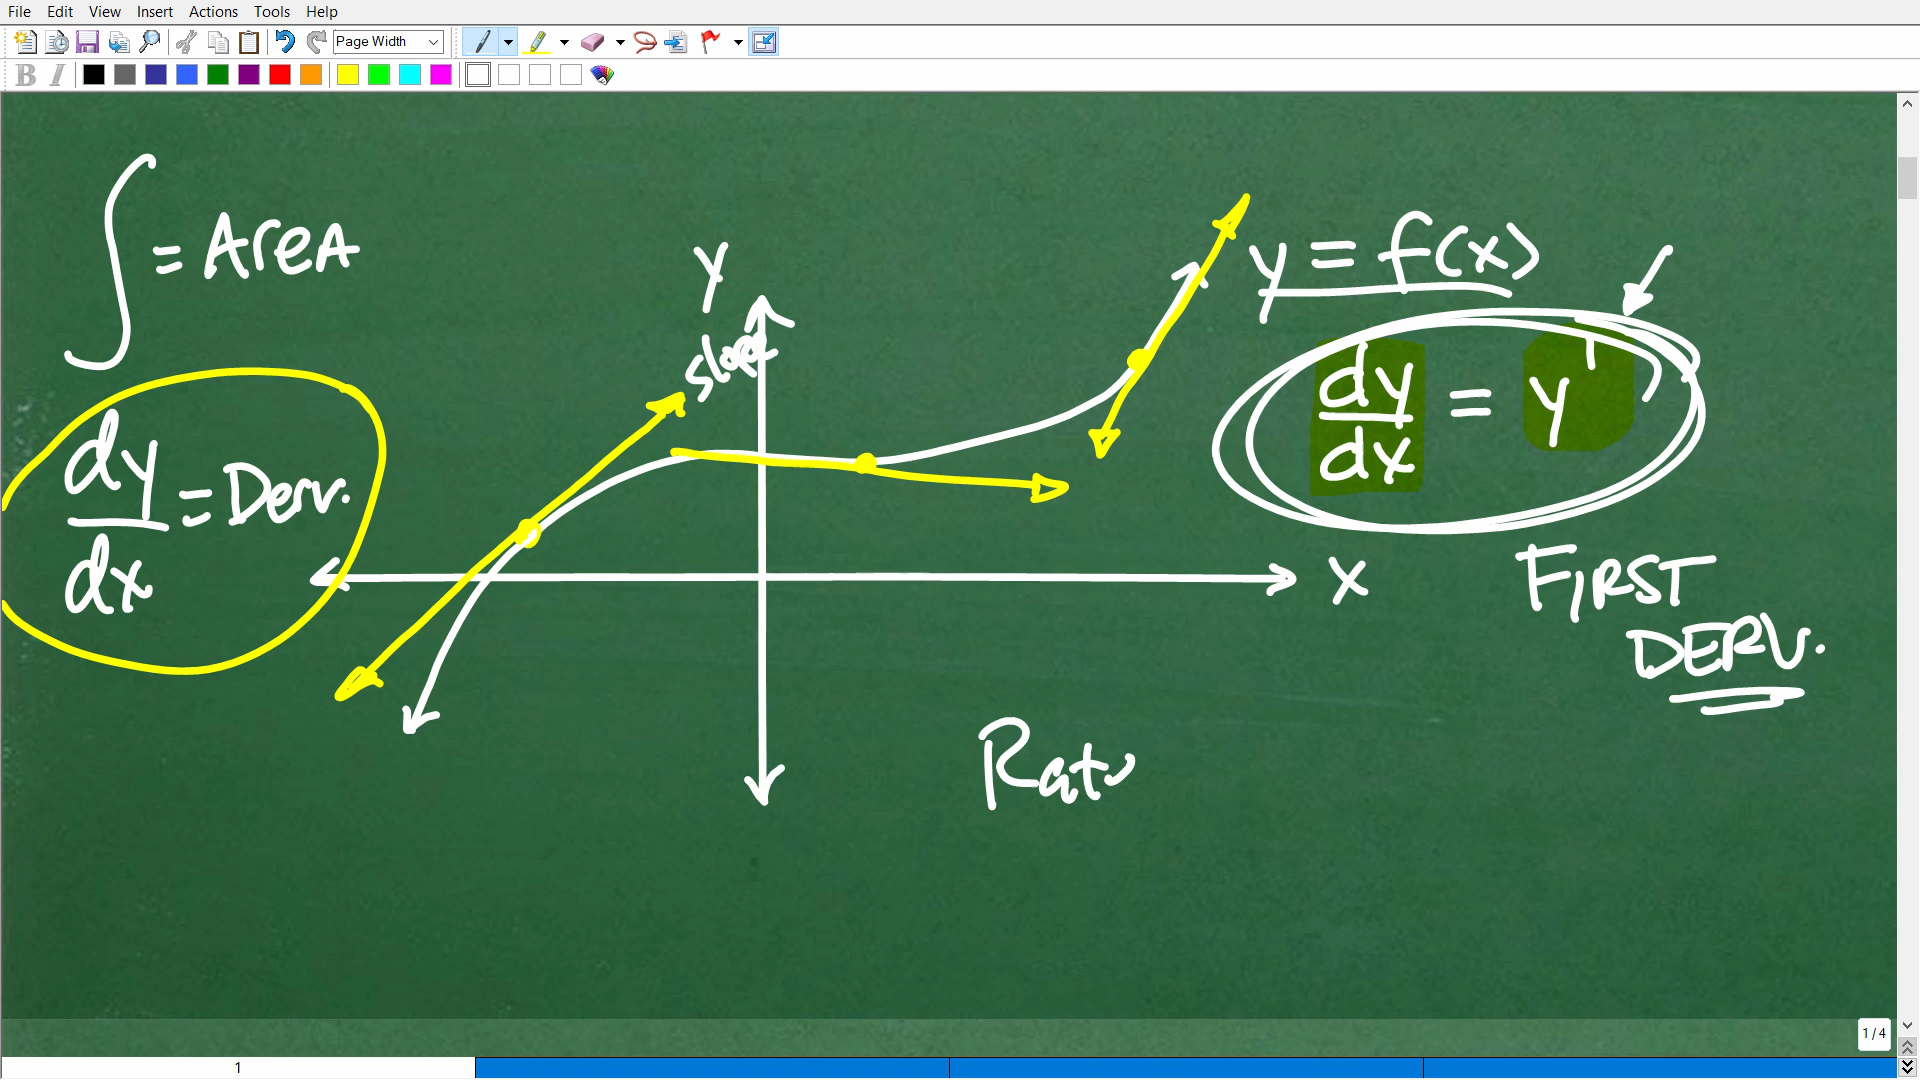 File Edit View Insert Actions Tools Help
Page Width
B I
∫ = Area
dy/dx = Derv.
Y
slope
y = f(x)
dy/dx = y'
X
FIRST
DERV.
1 / 4
1